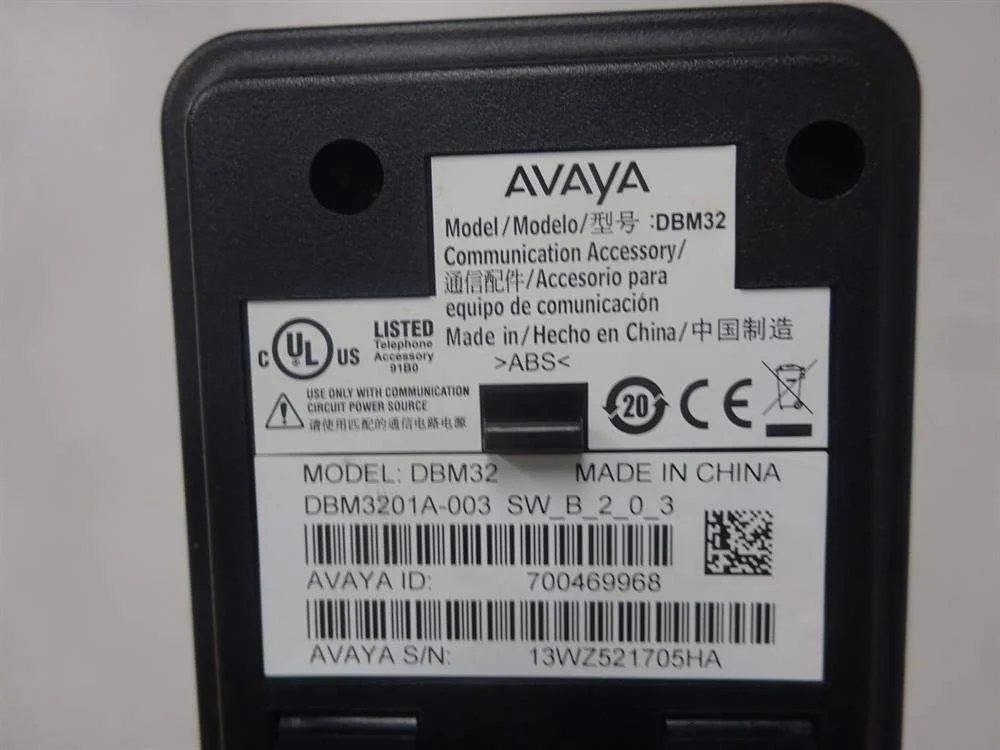 AVAYA
Model/Modelo/型号 :DBM32
Communication Accessory/
通信配件/Accesorio para
equipo de comunicación
Made in/Hecho en China/中国制造
>ABS<
C UL US
LISTED
Telephone
Accessory
91B0
USE ONLY WITH COMMUNICATION
CIRCUIT POWER SOURCE
请使用匹配的通信电路电源
20
CE
MODEL: DBM32 MADE IN CHINA
DBM3201A-003 SW_B_2_0_3
AVAYA ID: 700469968
AVAYA S/N: 13WZ521705HA